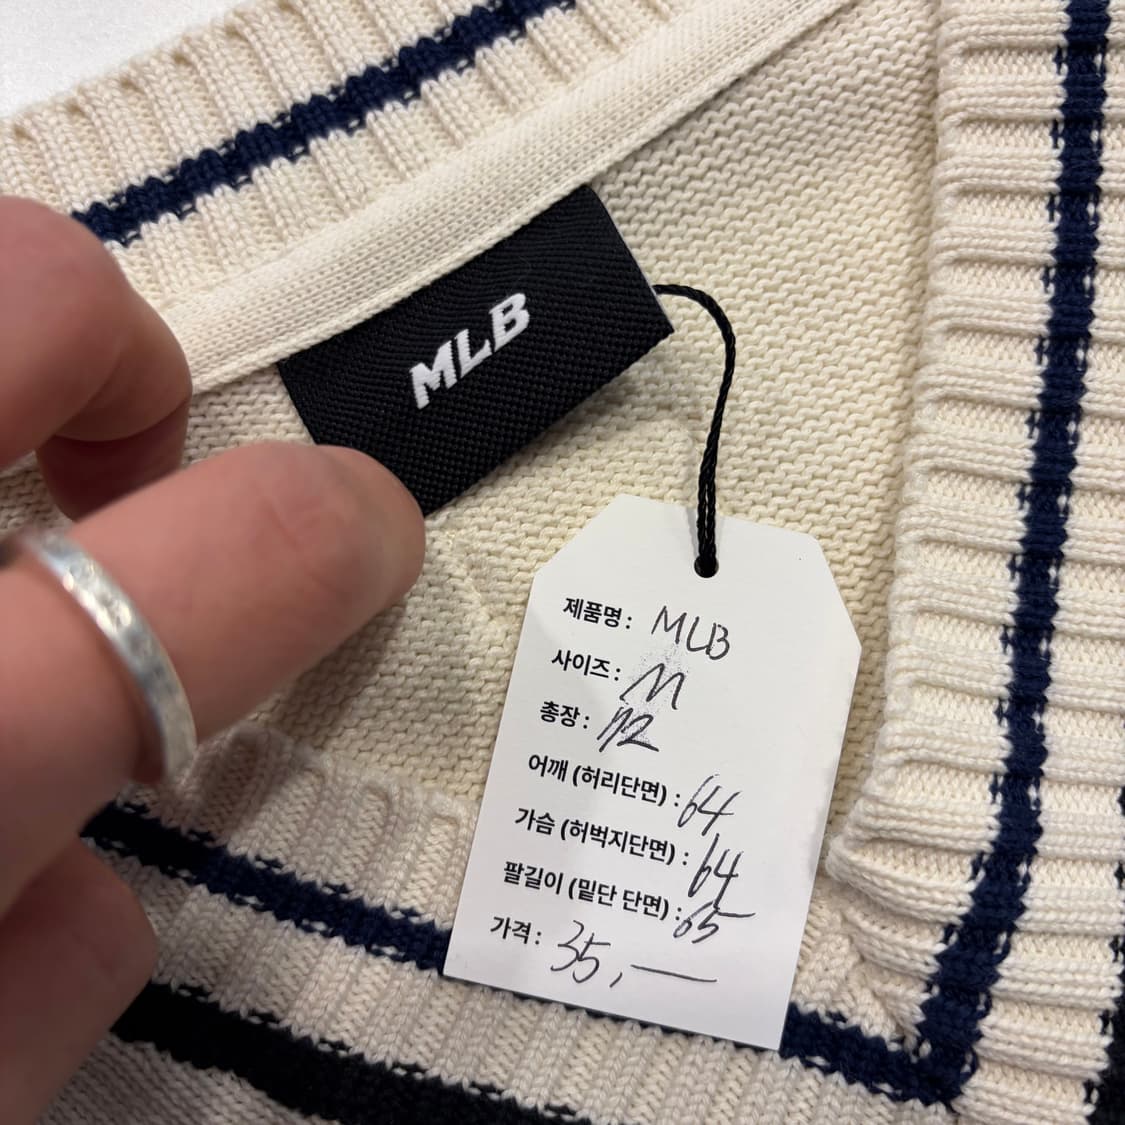 MLB
제품명: MLB
사이즈: M
총장: 72
어깨 (허리단면) : 64
가슴 (허벅지단면) : 64
팔길이 (밑단 단면) : 65
가격: 35,—